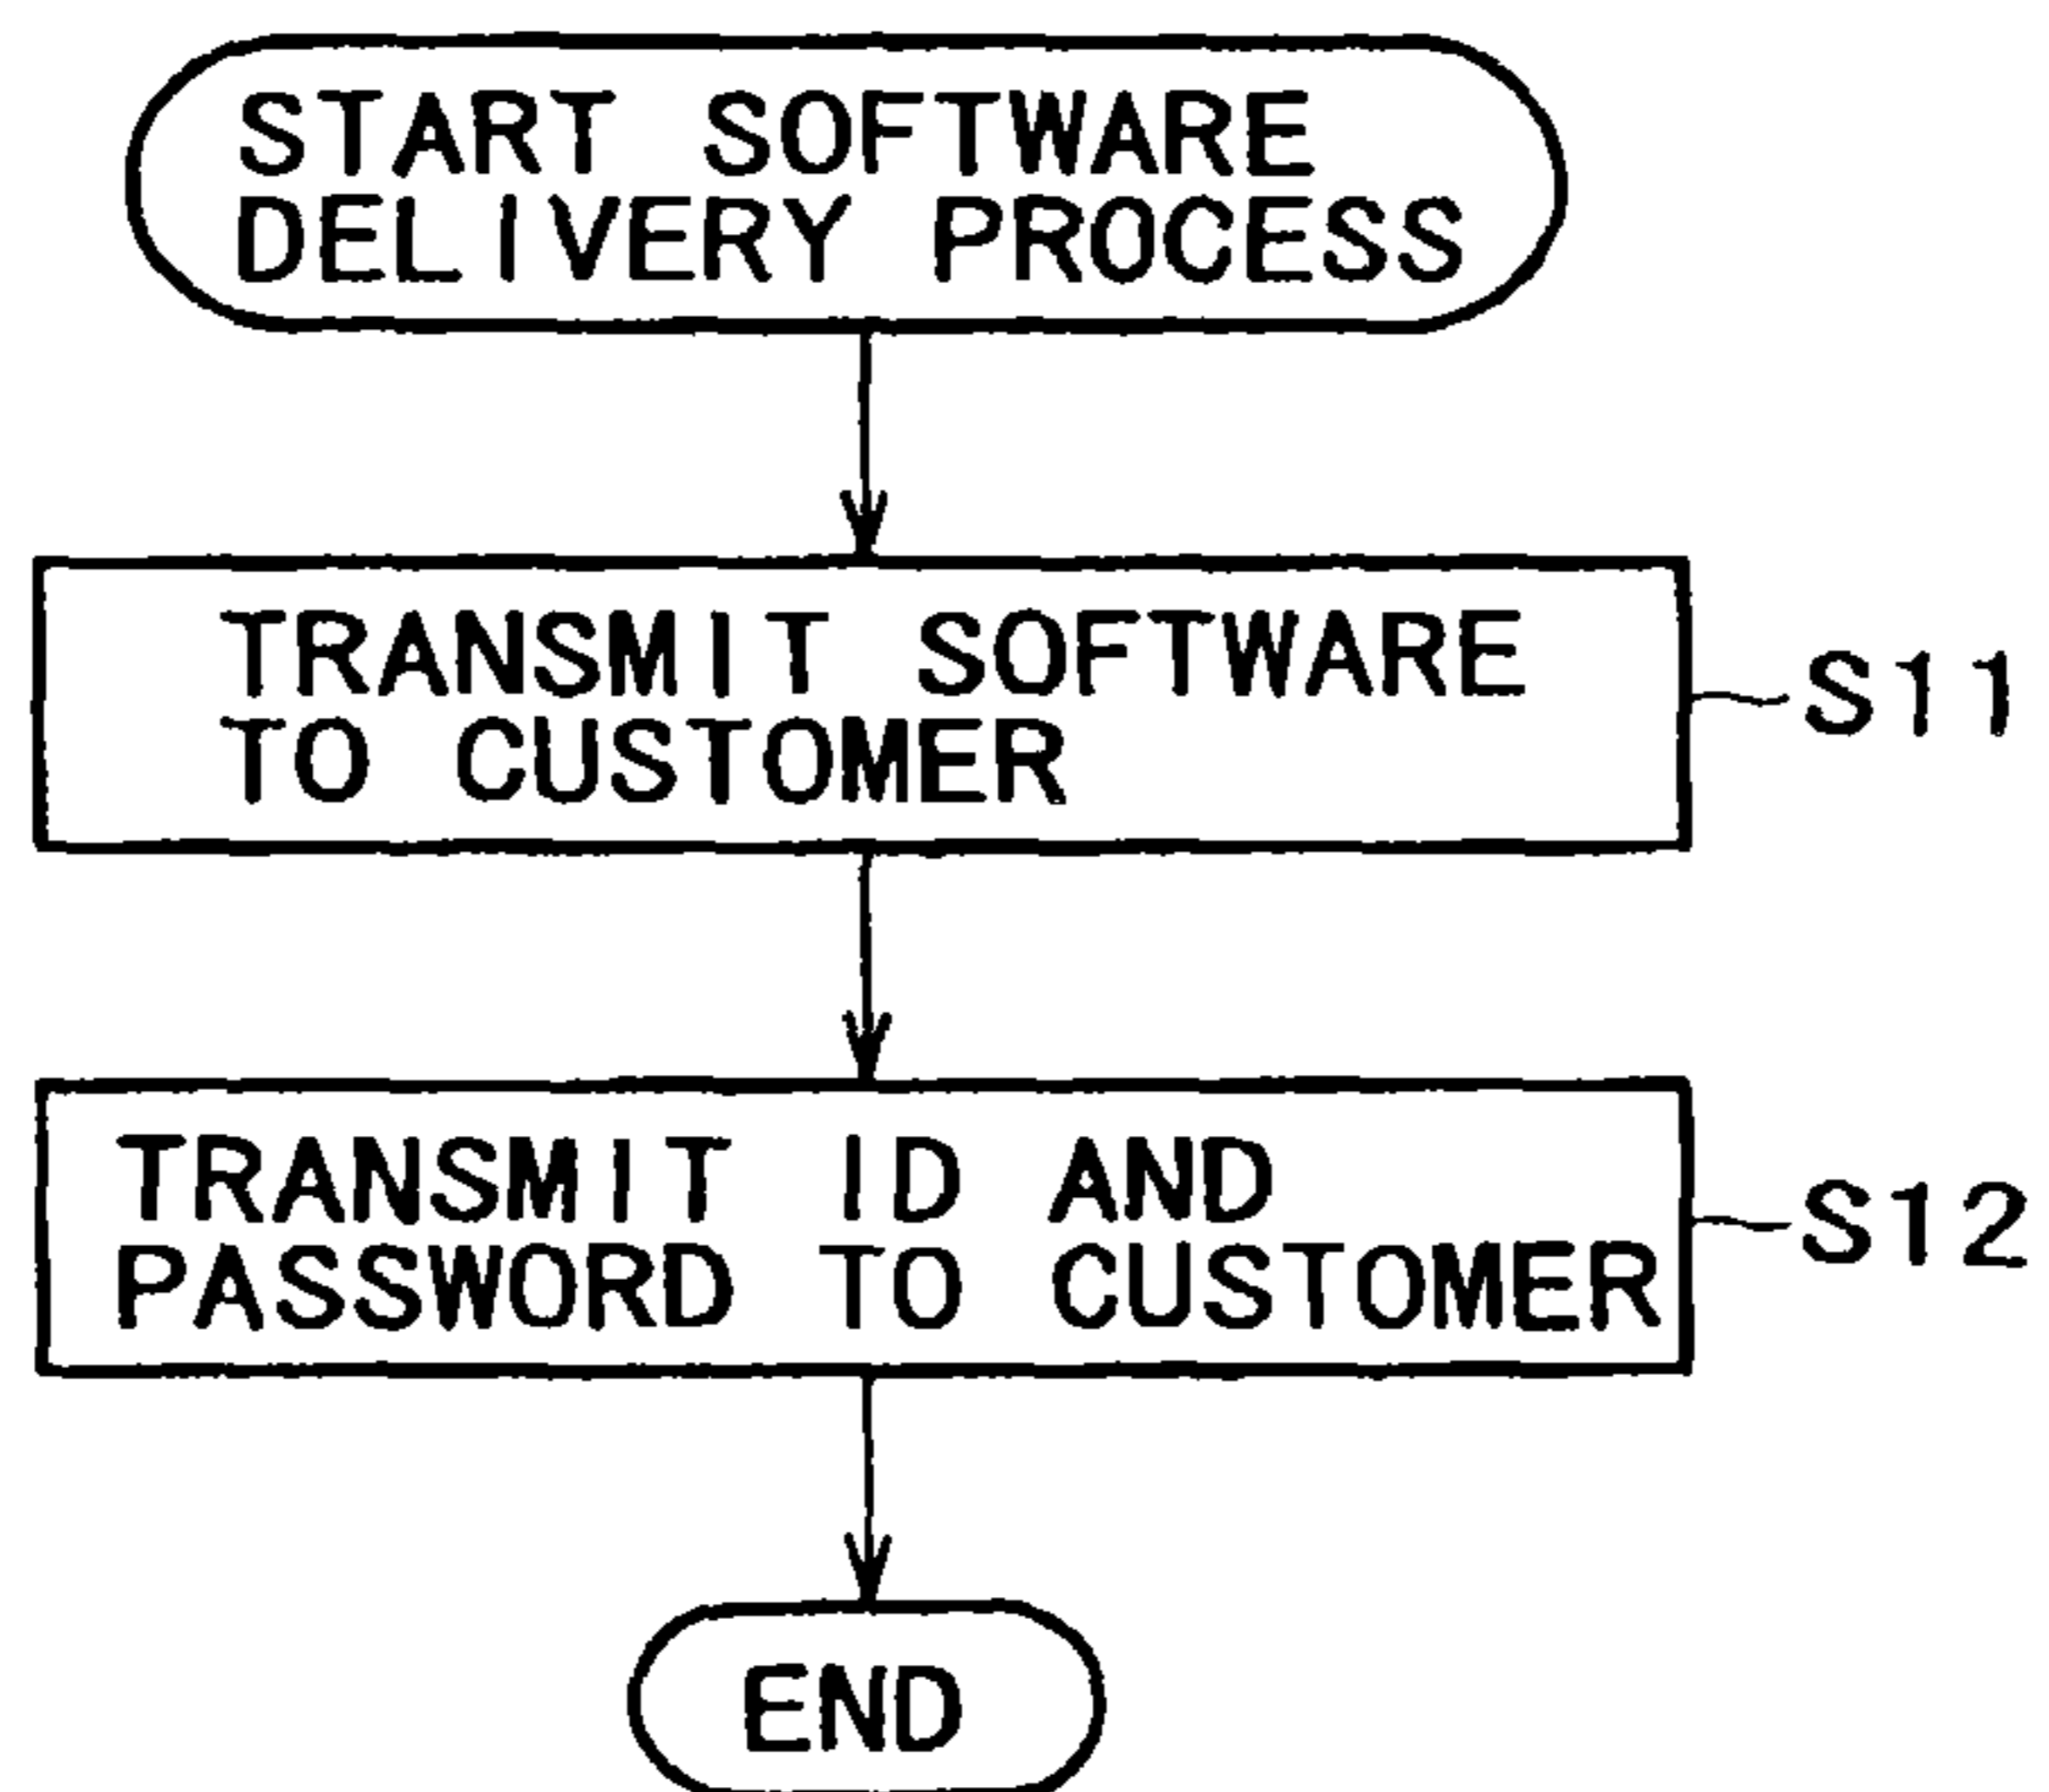 START SOFTWARE
DELIVERY PROCESS
TRANSMIT SOFTWARE
TO CUSTOMER
S11
TRANSMIT ID AND
PASSWORD TO CUSTOMER
S12
END